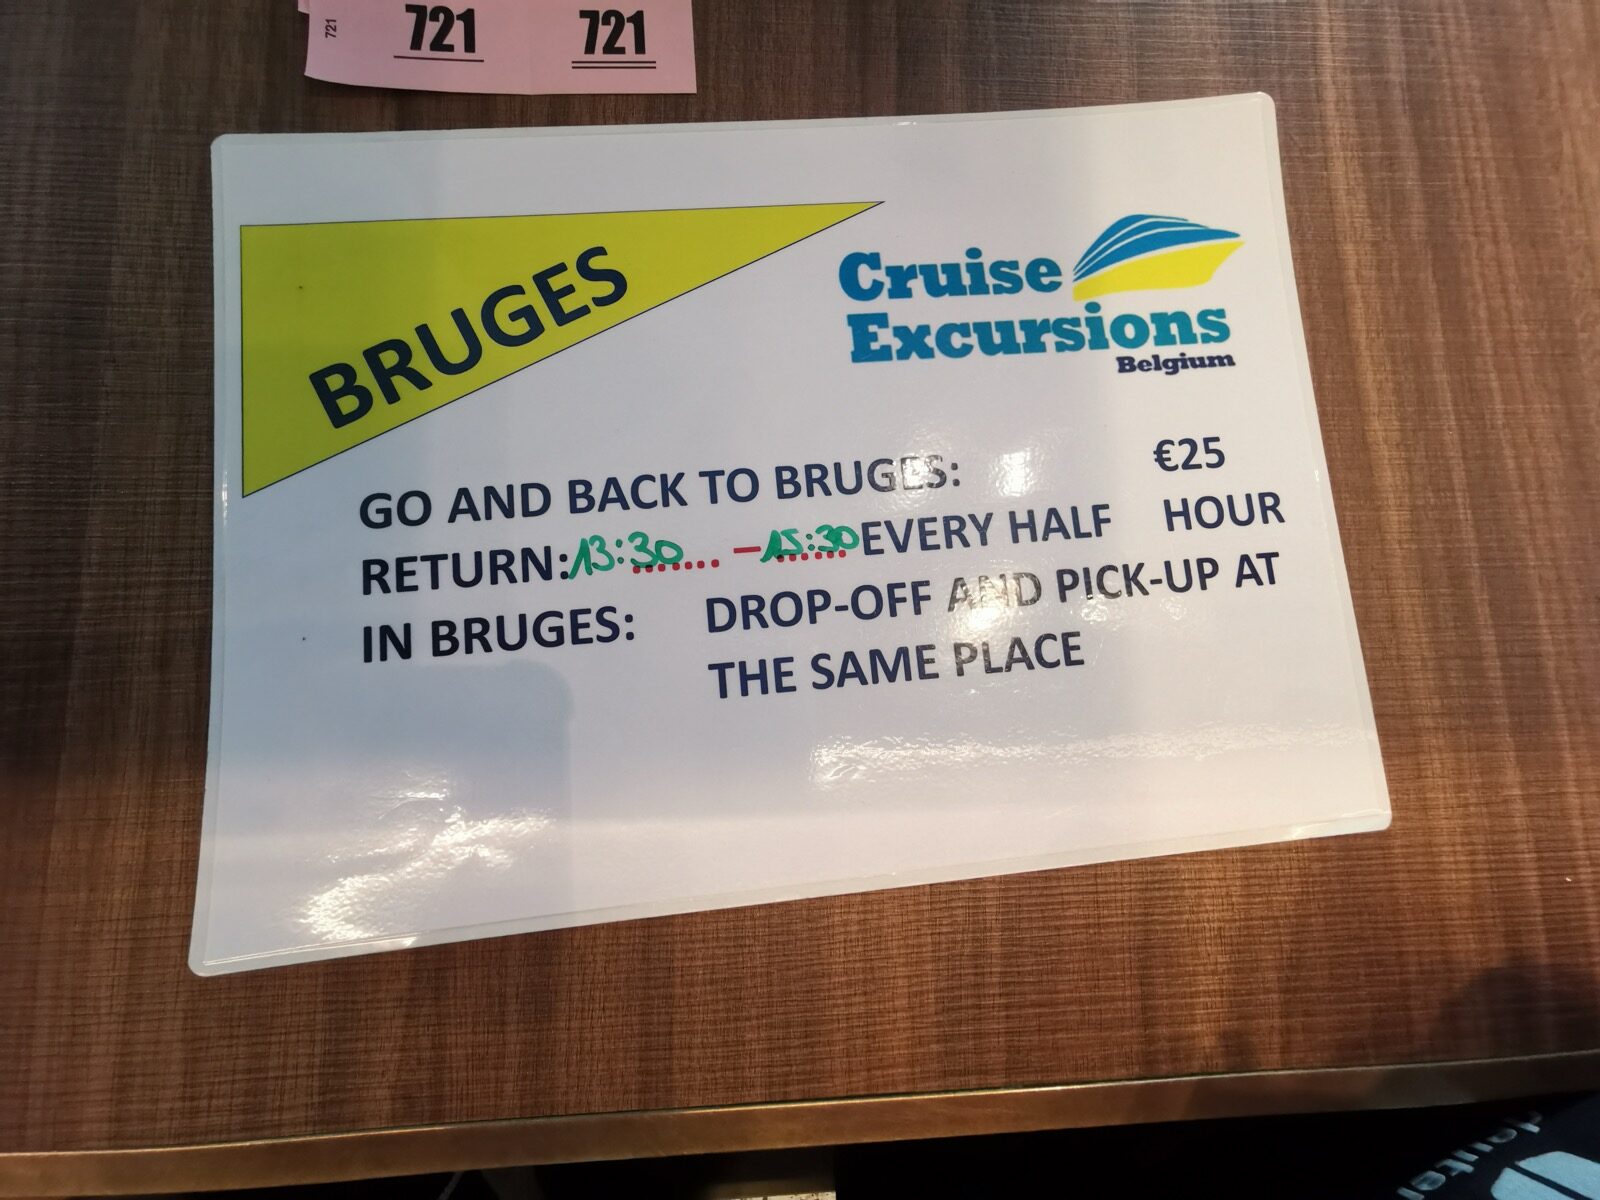 721
721
721
BRUGES
Cruise
Excursions
Belgium
GO AND BACK TO BRUGES: €25
RETURN:13:30....... –15:30 EVERY HALF HOUR
IN BRUGES: DROP-OFF AND PICK-UP AT
THE SAME PLACE